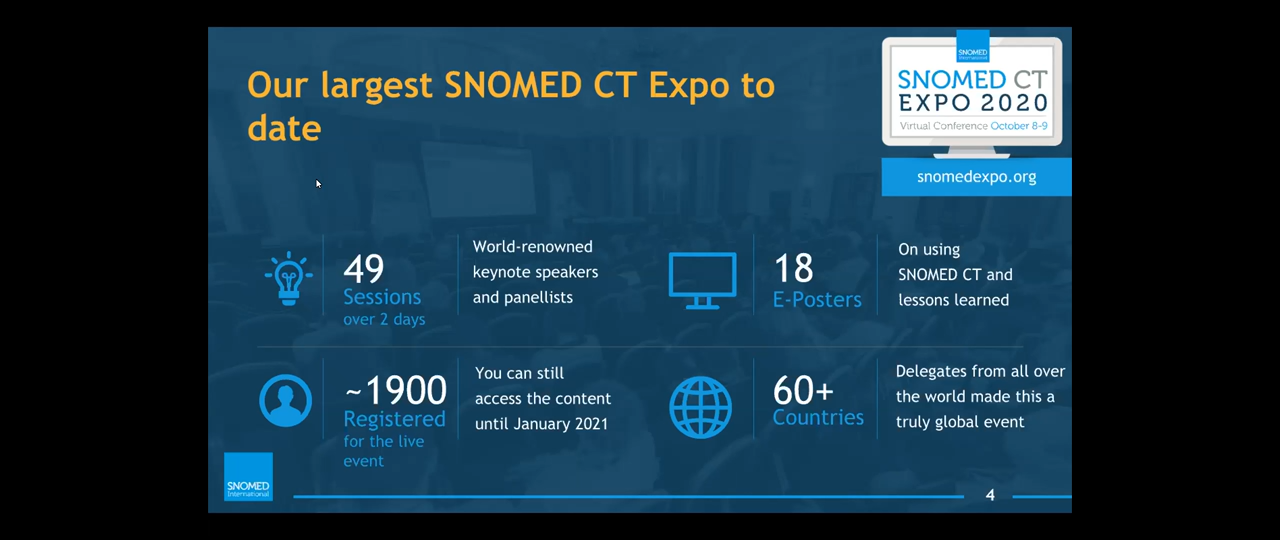 Our largest SNOMED CT Expo to
date
SNOMED
International
SNOMED CT
EXPO 2020
Virtual Conference October 8-9
snomedexpo.org
49
Sessions
over 2 days
World-renowned
keynote speakers
and panellists
18
E-Posters
On using
SNOMED CT and
lessons learned
~1900
Registered
for the live
event
You can still
access the content
until January 2021
60+
Countries
Delegates from all over
the world made this a
truly global event
SNOMED
International
4